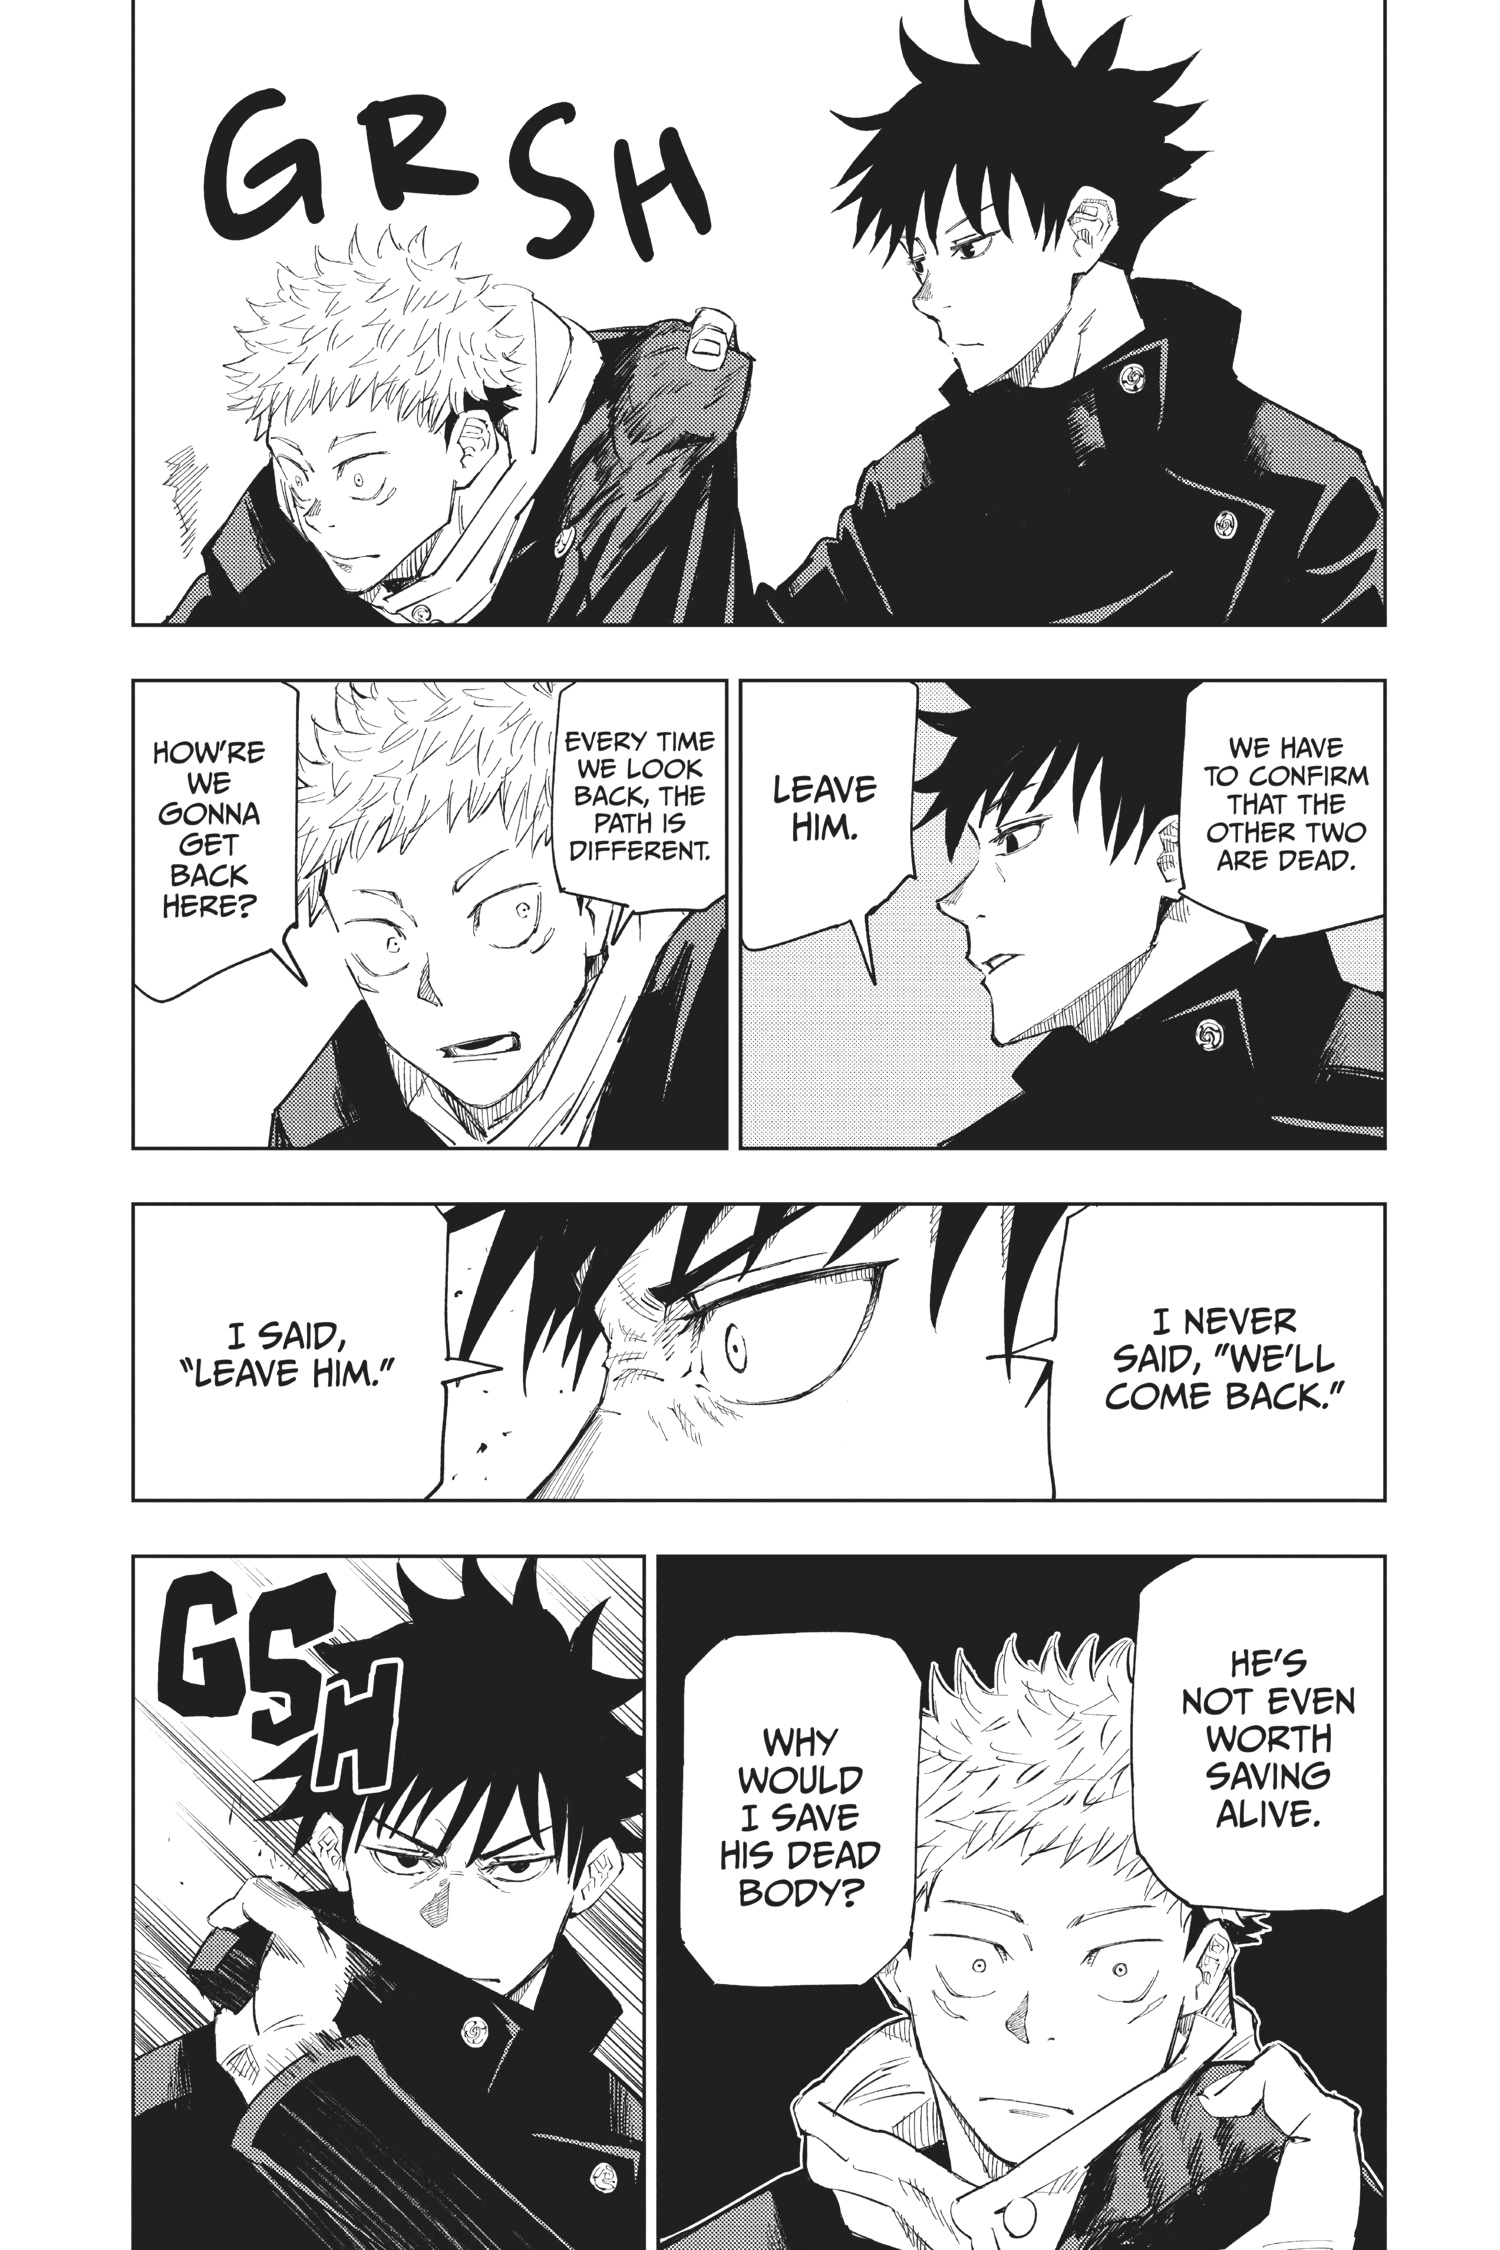 GRSH
WE HAVE
TO CONFIRM
THAT THE
OTHER TWO
ARE DEAD.
LEAVE
HIM.
EVERY TIME
WE LOOK
BACK, THE
PATH IS
DIFFERENT.
HOW'RE
WE
GONNA
GET
BACK
HERE?
I NEVER
SAID, "WE'LL
COME BACK."
I SAID,
"LEAVE HIM."
HE'S
NOT EVEN
WORTH
SAVING
ALIVE.
WHY
WOULD
I SAVE
HIS DEAD
BODY?
GSH